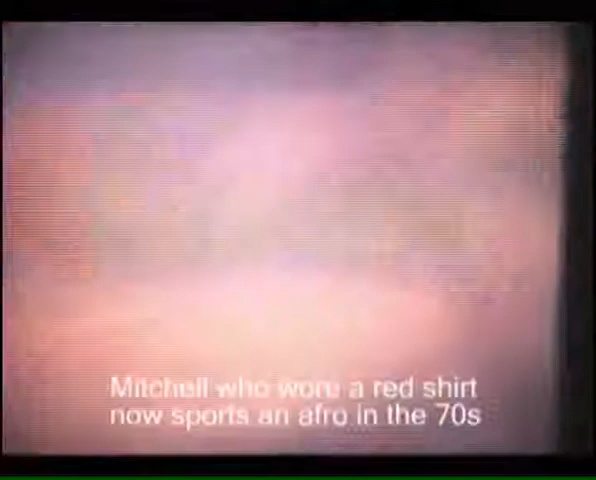 Mitchell who wore a red shirt
now sports an afro in the 70s